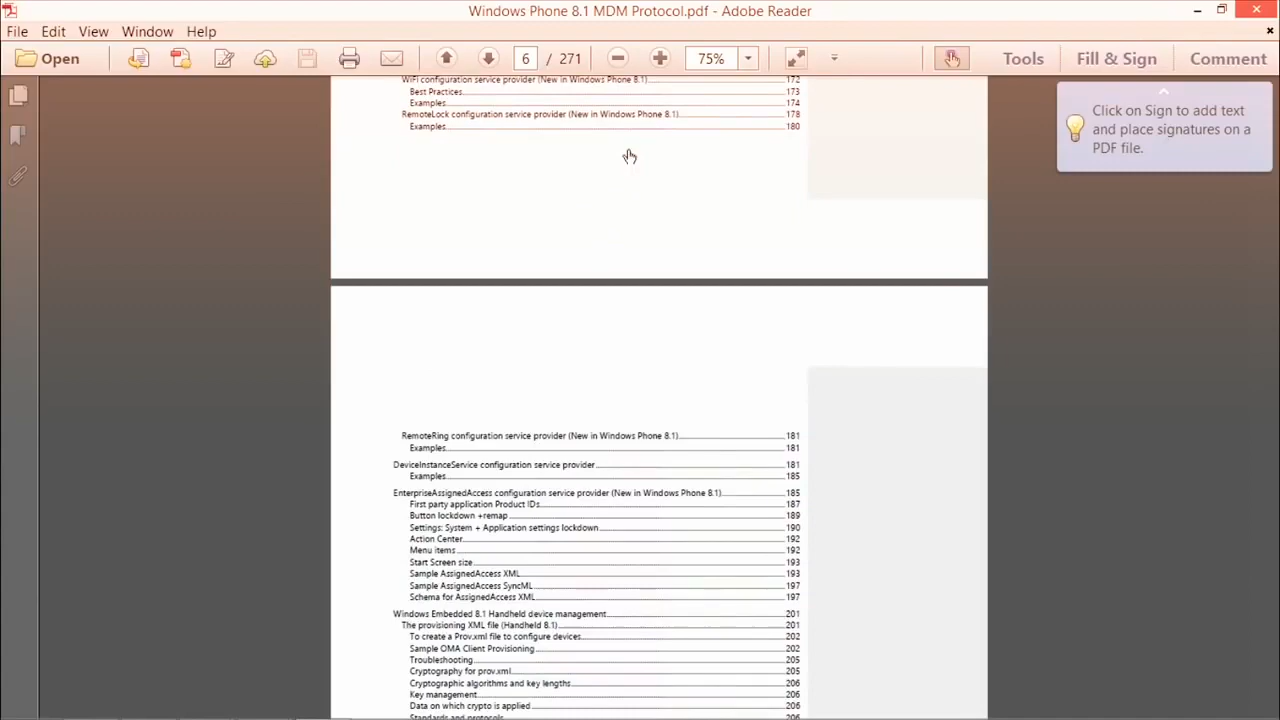 Windows Phone 8.1 MDM Protocol.pdf - Adobe Reader
File Edit View Window Help
Open 6 / 271 75% Tools Fill & Sign Comment
WiFi configuration service provider (New in Windows Phone 8.1) 172
Best Practices 173
Examples 174
RemoteLock configuration service provider (New in Windows Phone 8.1) 178
Examples 180
Click on Sign to add text
and place signatures on a
PDF file.
RemoteRing configuration service provider (New in Windows Phone 8.1) 181
Examples 181
DeviceInstanceService configuration service provider 181
Examples 185
EnterpriseAssignedAccess configuration service provider (New in Windows Phone 8.1) 185
First party application Product IDs 187
Button lockdown +remap 189
Settings: System + Application settings lockdown 190
Action Center 192
Menu items 192
Start Screen size 193
Sample AssignedAccess XML 193
Sample AssignedAccess SyncML 197
Schema for AssignedAccess XML 197
Windows Embedded 8.1 Handheld device management 201
The provisioning XML file (Handheld 8.1) 201
To create a Prov.xml file to configure devices 202
Sample OMA Client Provisioning 202
Troubleshooting 205
Cryptography for prov.xml 205
Cryptographic algorithms and key lengths 206
Key management 206
Data on which crypto is applied 206
Standards and protocols 206